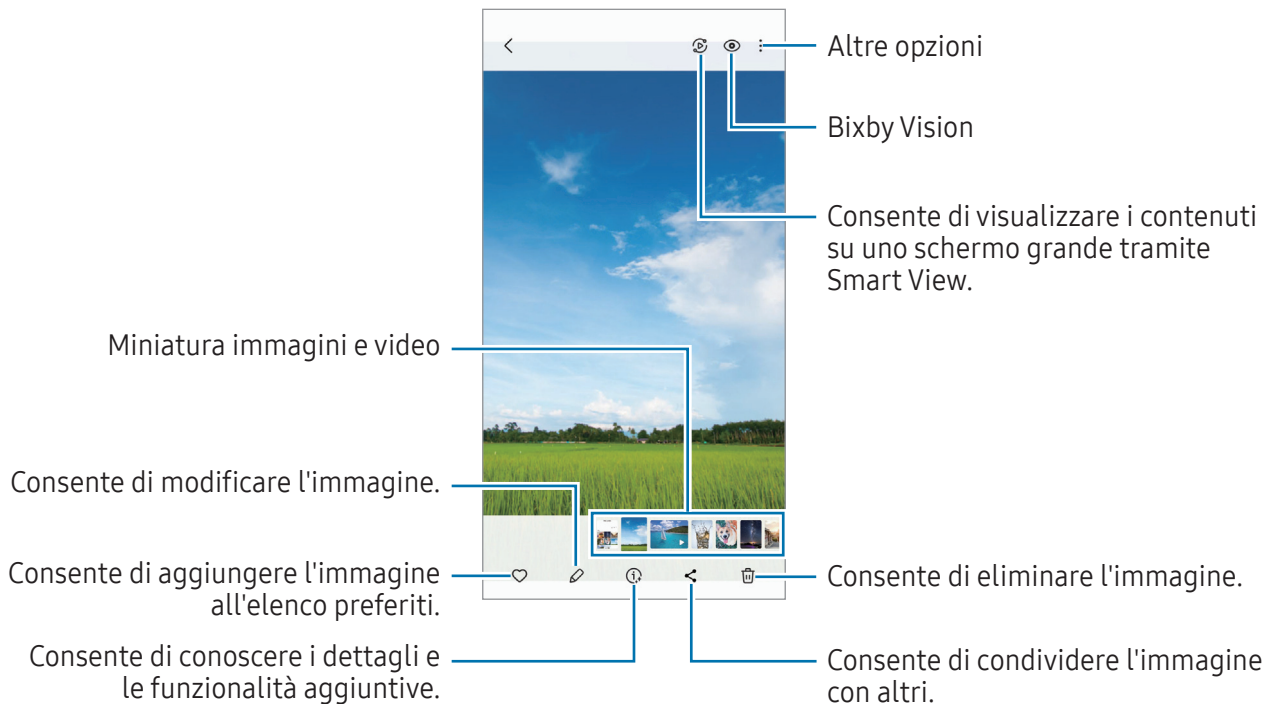 Altre opzioni
Bixby Vision
Consente di visualizzare i contenuti
su uno schermo grande tramite
Smart View.
Miniatura immagini e video
Consente di modificare l'immagine.
Consente di aggiungere l'immagine
all'elenco preferiti.
Consente di eliminare l'immagine.
Consente di conoscere i dettagli e
le funzionalità aggiuntive.
Consente di condividere l'immagine
con altri.